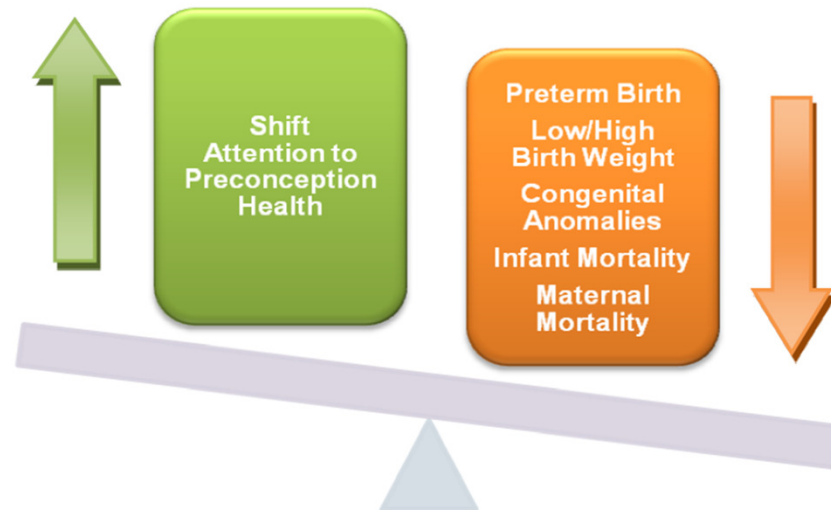 Shift
Attention to
Preconception
Health
Preterm Birth
Low/High
Birth Weight
Congenital
Anomalies
Infant Mortality
Maternal
Mortality